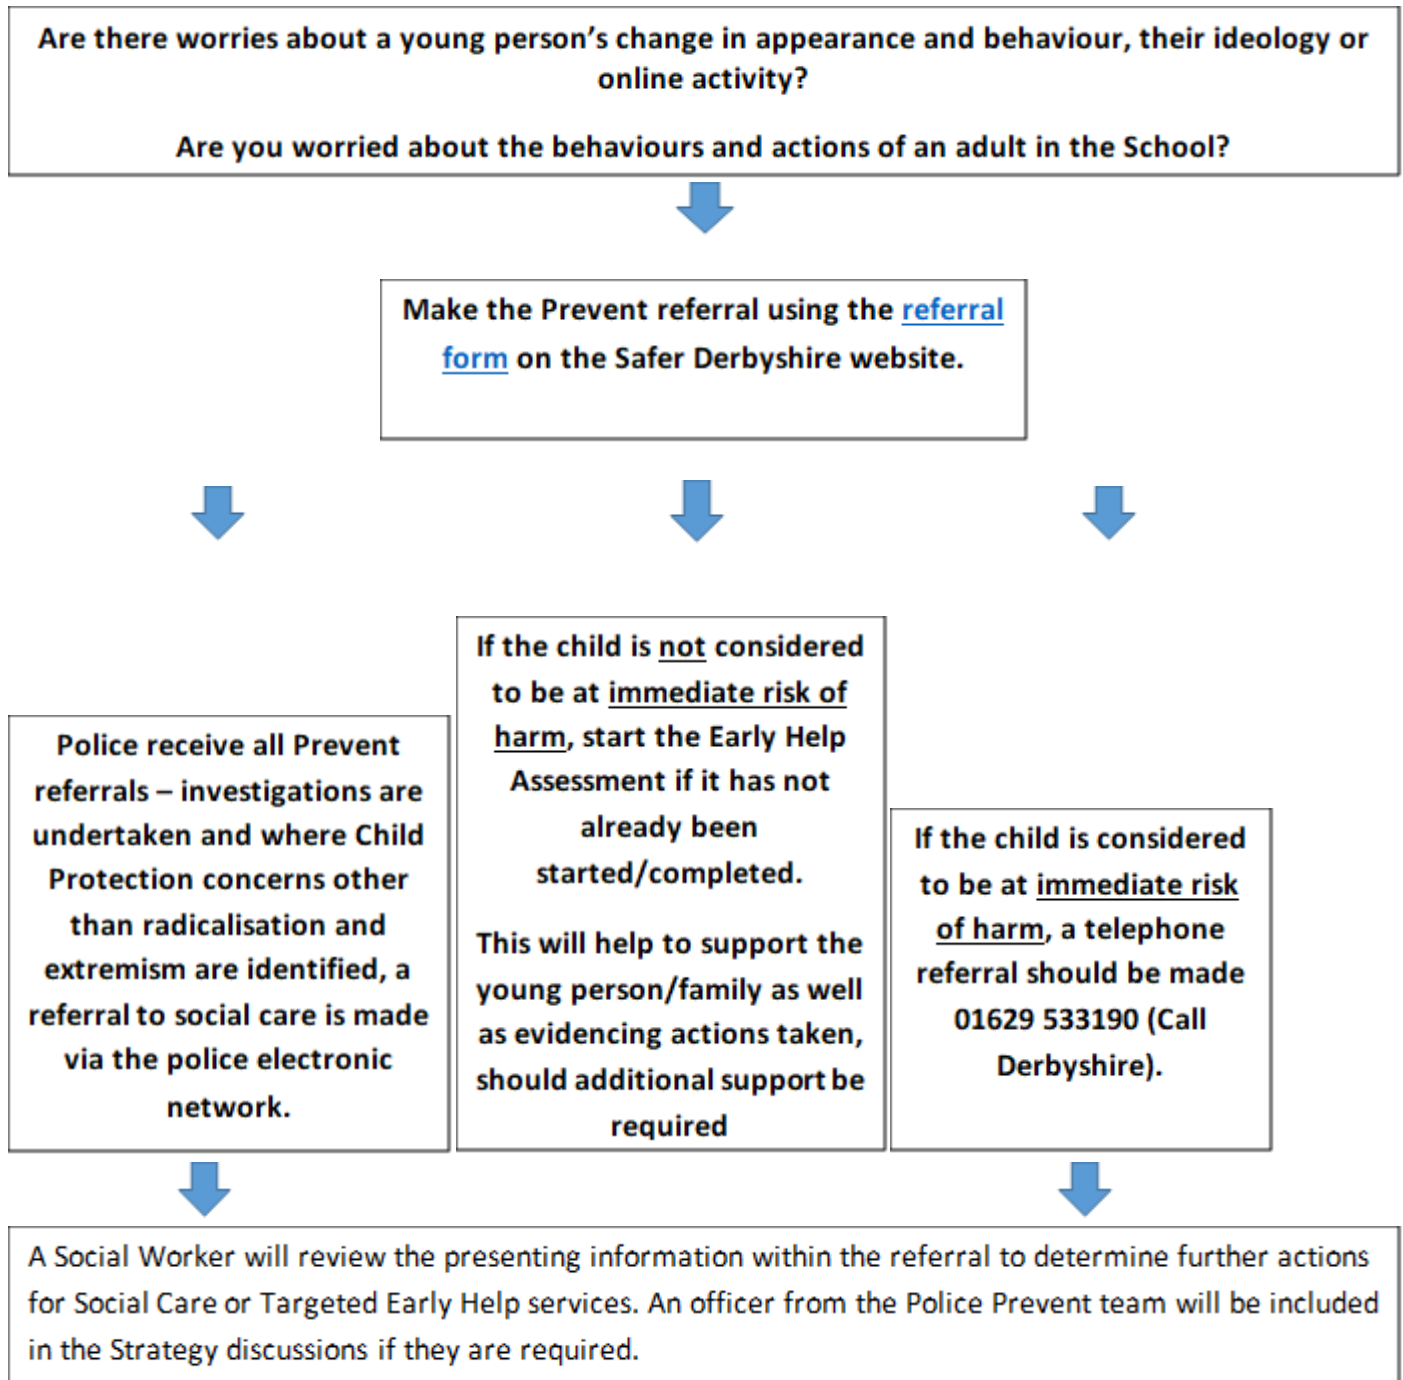 Are there worries about a young person’s change in appearance and behaviour, their ideology or
online activity?
Are you worried about the behaviours and actions of an adult in the School?
Make the Prevent referral using the referral
form on the Safer Derbyshire website.
Police receive all Prevent
referrals – investigations are
undertaken and where Child
Protection concerns other
than radicalisation and
extremism are identified, a
referral to social care is made
via the police electronic
network.
If the child is not considered
to be at immediate risk of
harm, start the Early Help
Assessment if it has not
already been
started/completed.
This will help to support the
young person/family as well
as evidencing actions taken,
should additional support be
required
If the child is considered
to be at immediate risk
of harm, a telephone
referral should be made
01629 533190 (Call
Derbyshire).
A Social Worker will review the presenting information within the referral to determine further actions
for Social Care or Targeted Early Help services. An officer from the Police Prevent team will be included
in the Strategy discussions if they are required.